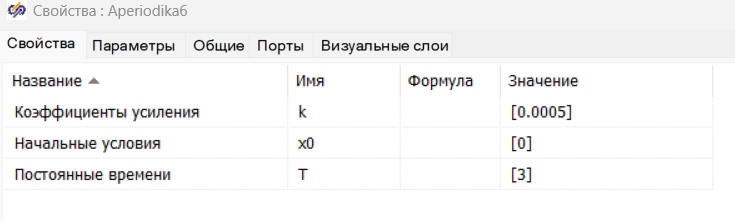 Свойства : Aperiodika6
Свойства Параметры Общие Порты Визуальные слои
Название Имя Формула Значение
Коэффициенты усиления k [0.0005]
Начальные условия x0 [0]
Постоянные времени T [3]